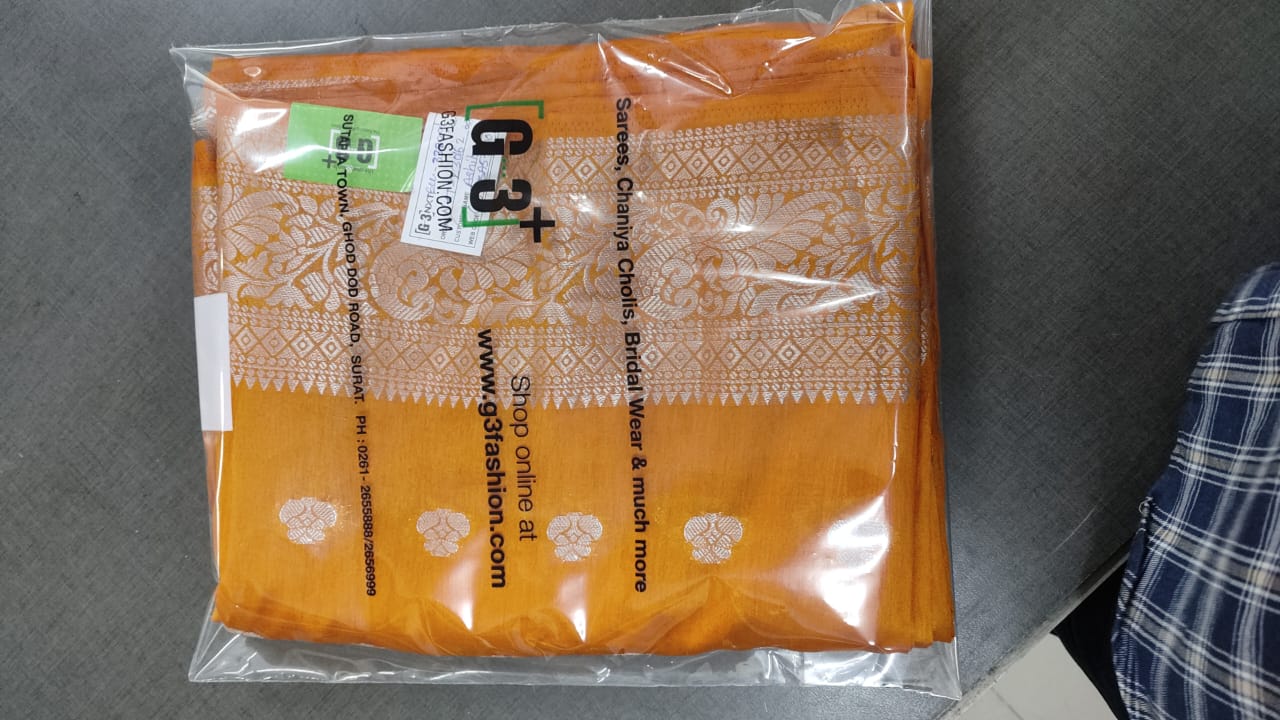 Sarees, Chaniya Cholis, Bridal Wear & much more
[G3+]
Shop online at
www.g3fashion.com
G3FASHION.COM
[G3]
SUTARIA TOWN, GHOD DOD ROAD, SURAT. PH : 0261- 2655888/2656999